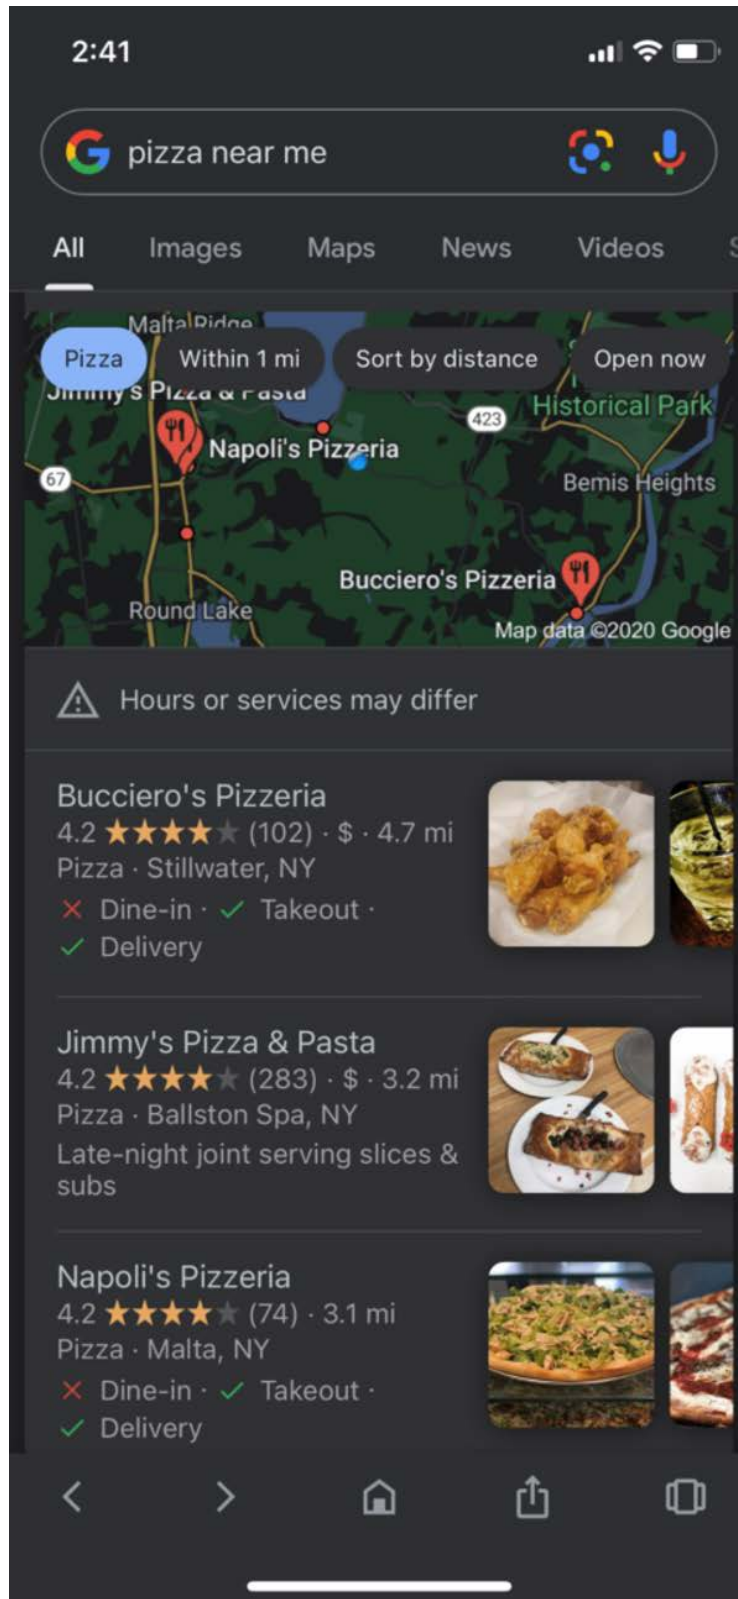 2:41
pizza near me
All Images Maps News Videos
Malta Ridge
Pizza Within 1 mi Sort by distance Open now
Jimmy's Pizza & Pasta
423 Historical Park
Napoli's Pizzeria
67 Bemis Heights
Bucciero's Pizzeria
Round Lake
Map data ©2020 Google
Hours or services may differ
Bucciero's Pizzeria
4.2 ★★★★★ (102) · $ · 4.7 mi
Pizza · Stillwater, NY
✕ Dine-in · ✓ Takeout ·
✓ Delivery
Jimmy's Pizza & Pasta
4.2 ★★★★★ (283) · $ · 3.2 mi
Pizza · Ballston Spa, NY
Late-night joint serving slices &
subs
Napoli's Pizzeria
4.2 ★★★★★ (74) · 3.1 mi
Pizza · Malta, NY
✕ Dine-in · ✓ Takeout ·
✓ Delivery